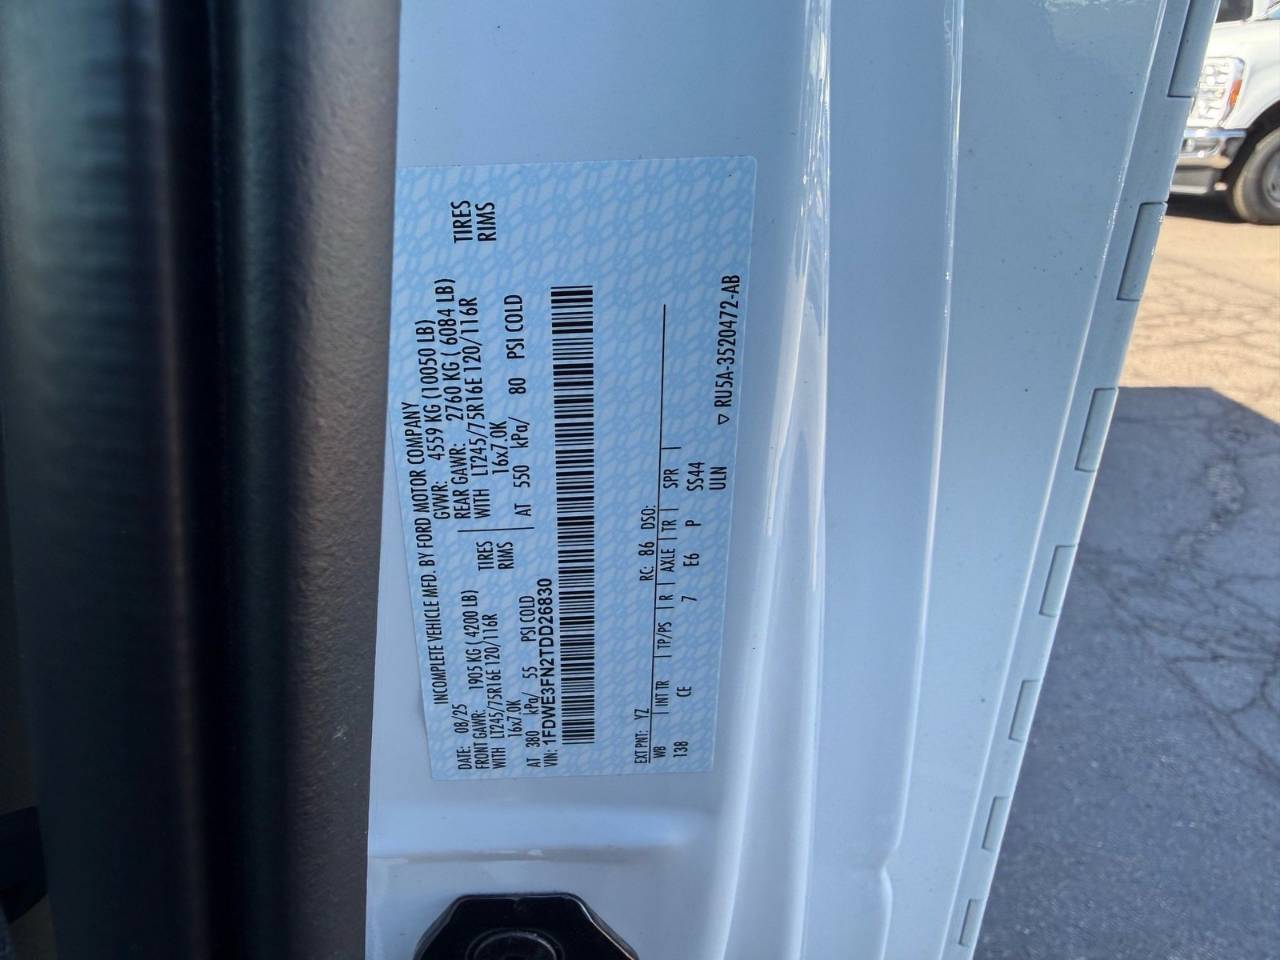 INCOMPLETE VEHICLE MFD. BY FORD MOTOR COMPANY
DATE: 08/25 GVWR: 4559 KG (10050 LB)
FRONT GAWR: 1905 KG ( 4200 LB) REAR GAWR: 2760 KG ( 6084 LB)
WITH LT245/75R16E 120/116R TIRES WITH LT245/75R16E 120/116R TIRES
16x7.0K RIMS 16x7.0K RIMS
AT 380 kPa/ 55 PSI COLD AT 550 kPa/ 80 PSI COLD
VIN: 1FDWE3FN2TDD26830
EXT PNT: YZ RC: 86 DSO:
WB INT TR TP/PS R AXLE TR SPR
138 CE 7 E6 P SS44
ULN
▽ RU5A-3520472-AB